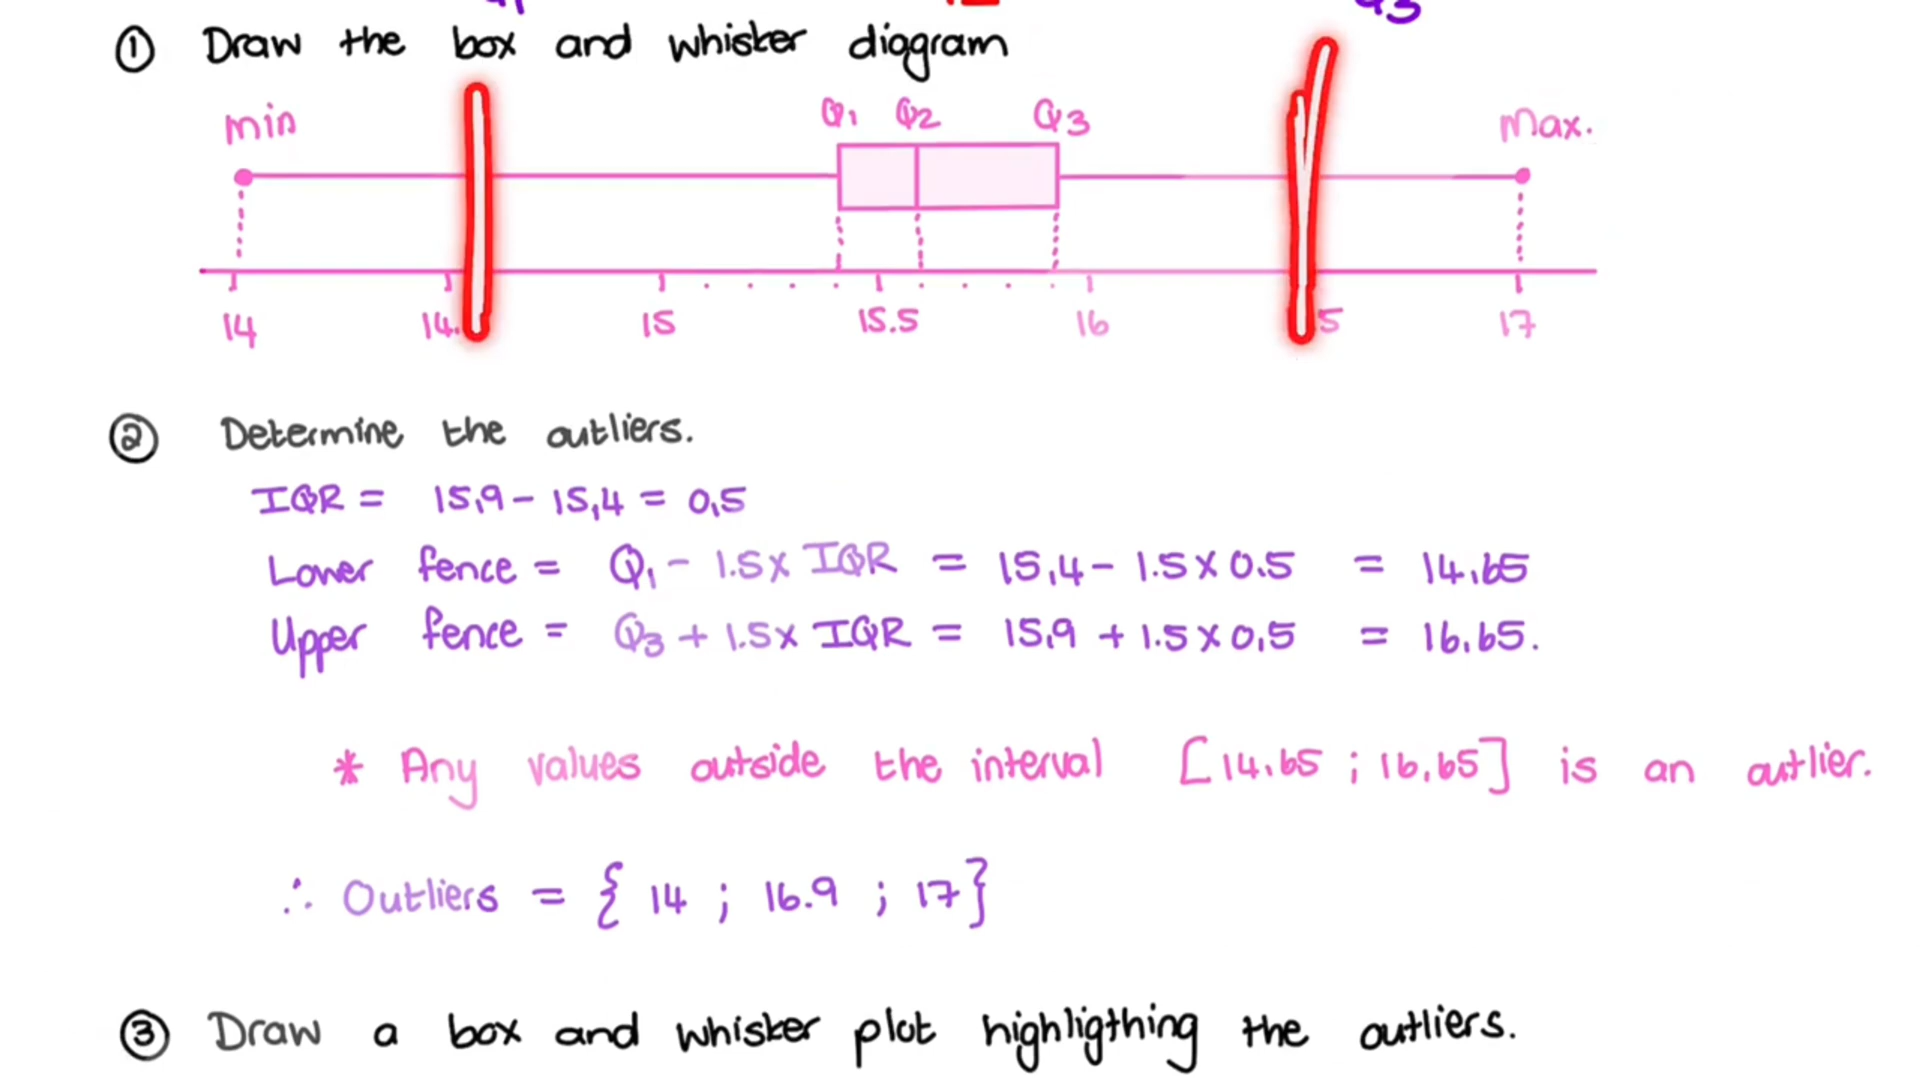 ① Draw the box and whisker diagram
min Q1 Q2 Q3 Max.
14 14. 15 15.5 16 5 17
② Determine the outliers.
IQR = 15,9 - 15,4 = 0,5
Lower fence = Q1 - 1.5x IQR = 15,4 - 1.5 x 0.5 = 14.65
Upper fence = Q3 + 1.5x IQR = 15,9 + 1.5 x 0,5 = 16.65.
* Any values outside the interval [14.65 ; 16.65] is an outlier.
∴ Outliers = { 14 ; 16.9 ; 17}
③ Draw a box and whisker plot highligthing the outliers.